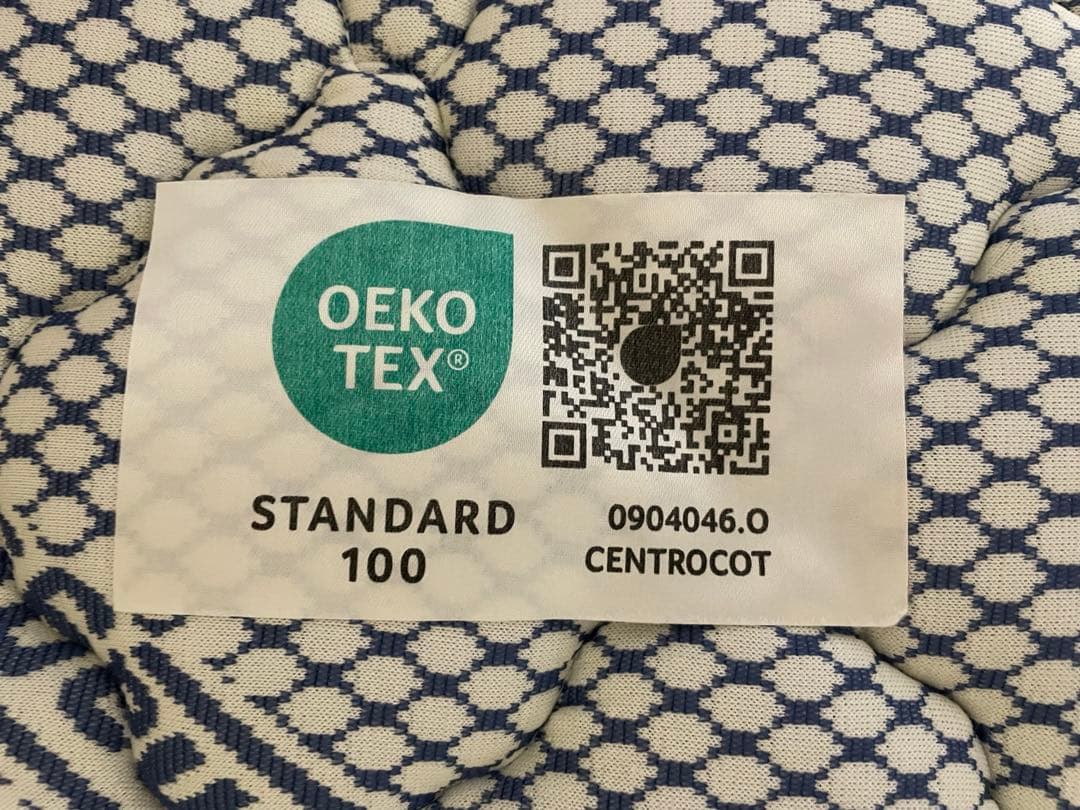 OEKO
TEX®
STANDARD
100
0904046.O
CENTROCOT